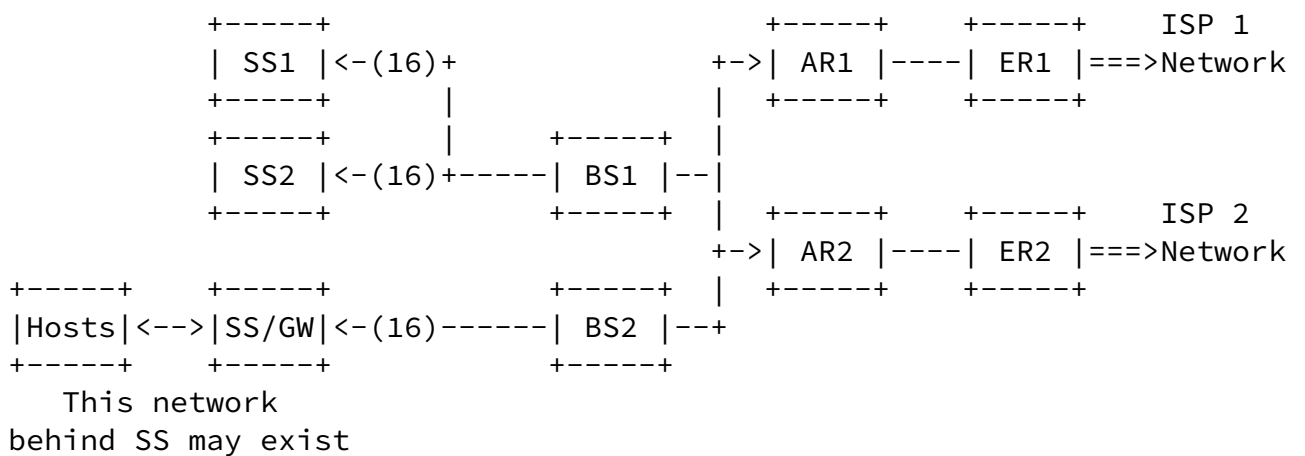 +-----+                            +-----+     +-----+    ISP 1
              | SS1 |<-(16)+                  +->| AR1 |----| ER1 |===>Network
              +-----+      |                  |  +-----+     +-----+
              +-----+      |       +-----+    |
              | SS2 |<-(16)+-------| BS1 |----|
              +-----+              +-----+    |  +-----+     +-----+    ISP 2
                                              +->| AR2 |----| ER2 |===>Network
+-----+       +-----+              +-----+    |  +-----+     +-----+
|Hosts|<-->|SS/GW|<-(16)------| BS2 |--+
+-----+       +-----+              +-----+
   This network
behind SS may exist